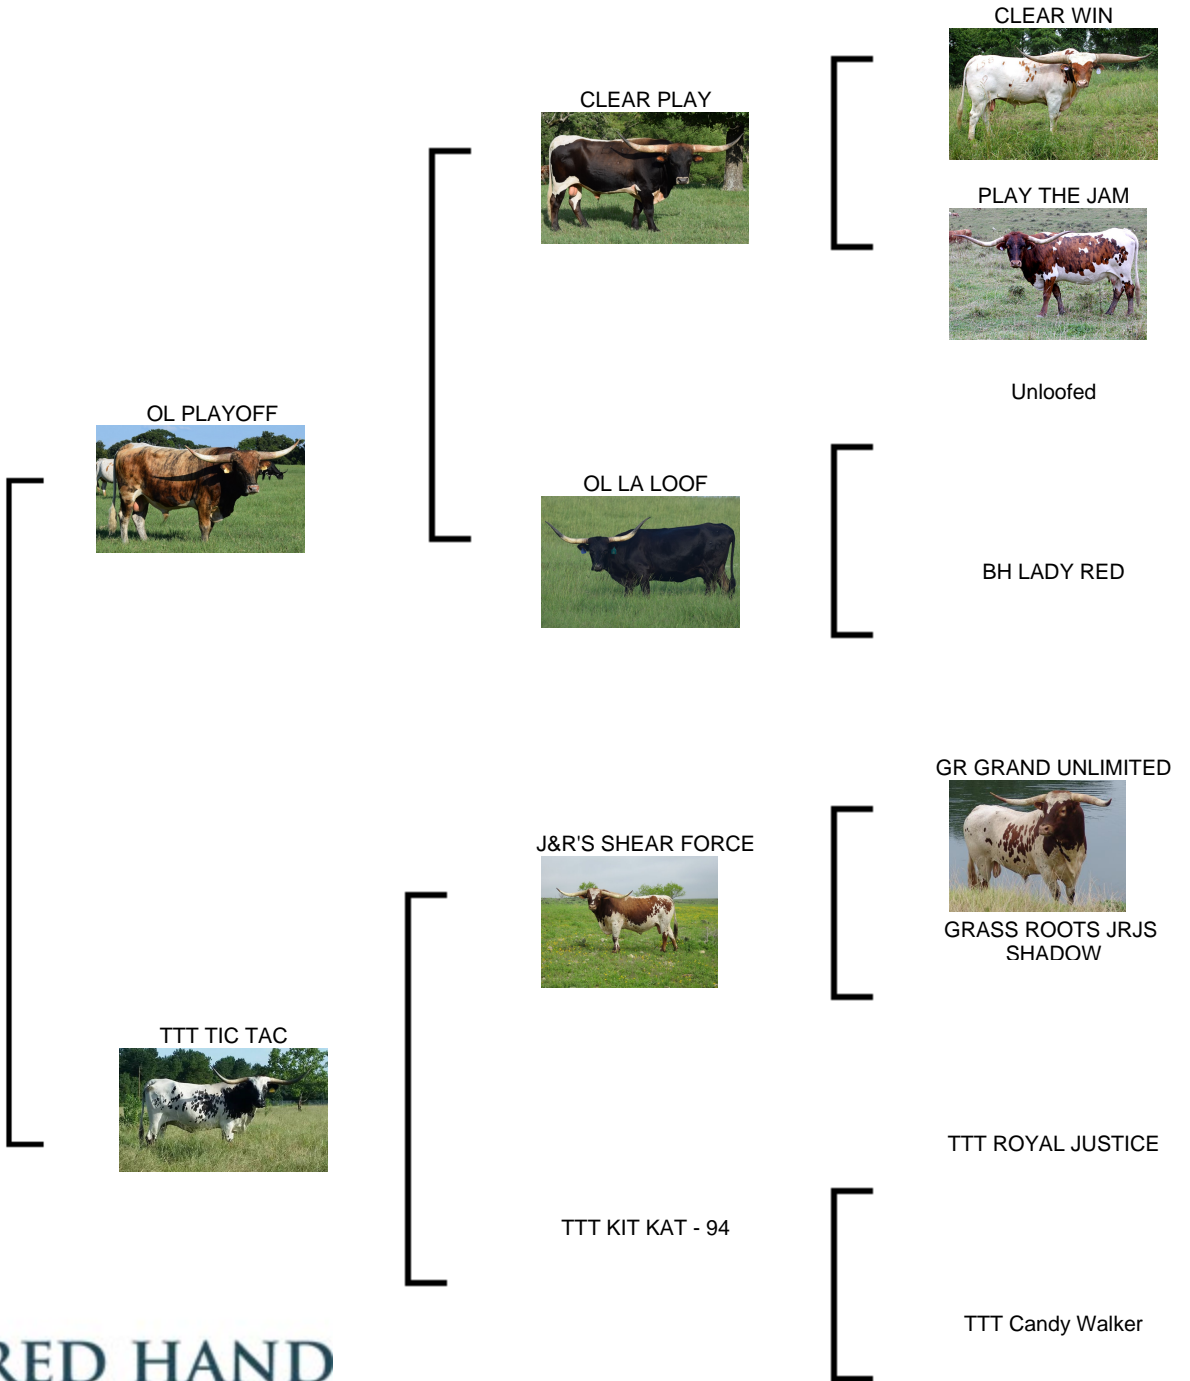 CLEAR WIN
CLEAR PLAY
PLAY THE JAM
Unloofed
OL PLAYOFF
OL LA LOOF
BH LADY RED
GR GRAND UNLIMITED
J&R'S SHEAR FORCE
GRASS ROOTS JRJS
SHADOW
TTT TIC TAC
TTT ROYAL JUSTICE
TTT KIT KAT - 94
TTT Candy Walker
RED HAND